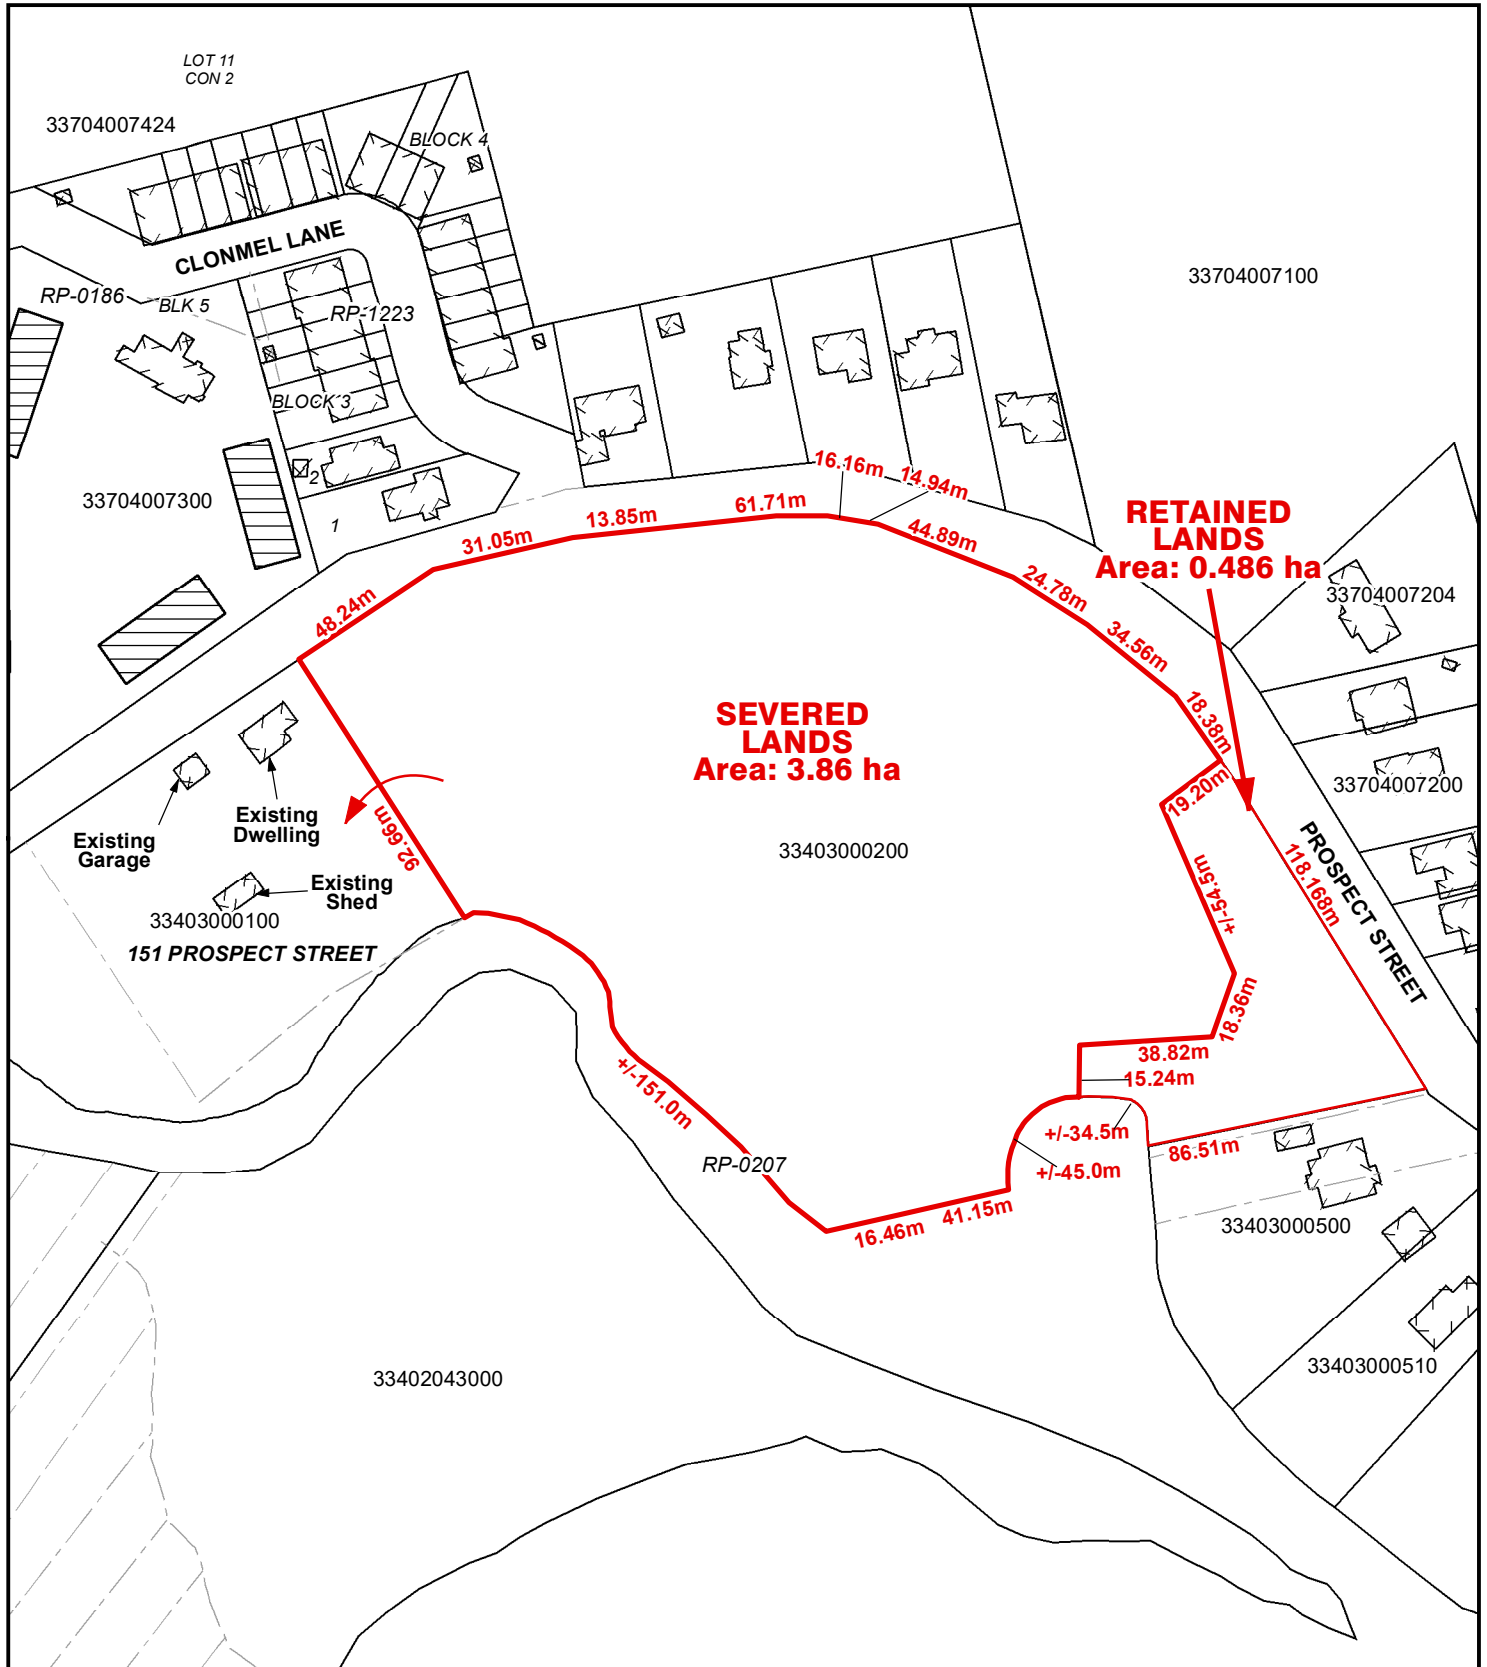 LOT 11
CON 2
33704007424
BLOCK 4
CLONMEL LANE
33704007100
RP-0186
BLK 5
RP-1223
BLOCK 3
2
1
33704007300
16.16m
14.94m
61.71m
13.85m
31.05m
44.89m
48.24m
24.78m
34.56m
18.38m
RETAINED
LANDS
Area: 0.486 ha
33704007204
SEVERED
LANDS
Area: 3.86 ha
33704007200
19.20m
92.66m
Existing
Dwelling
Existing
Garage
Existing
Shed
33403000100
151 PROSPECT STREET
33403000200
+/-54.5m
118.168m
PROSPECT STREET
18.36m
38.82m
15.24m
+/-34.5m
+/-45.0m
86.51m
+/-151.0m
RP-0207
16.46m
41.15m
33403000500
33403000510
33402043000